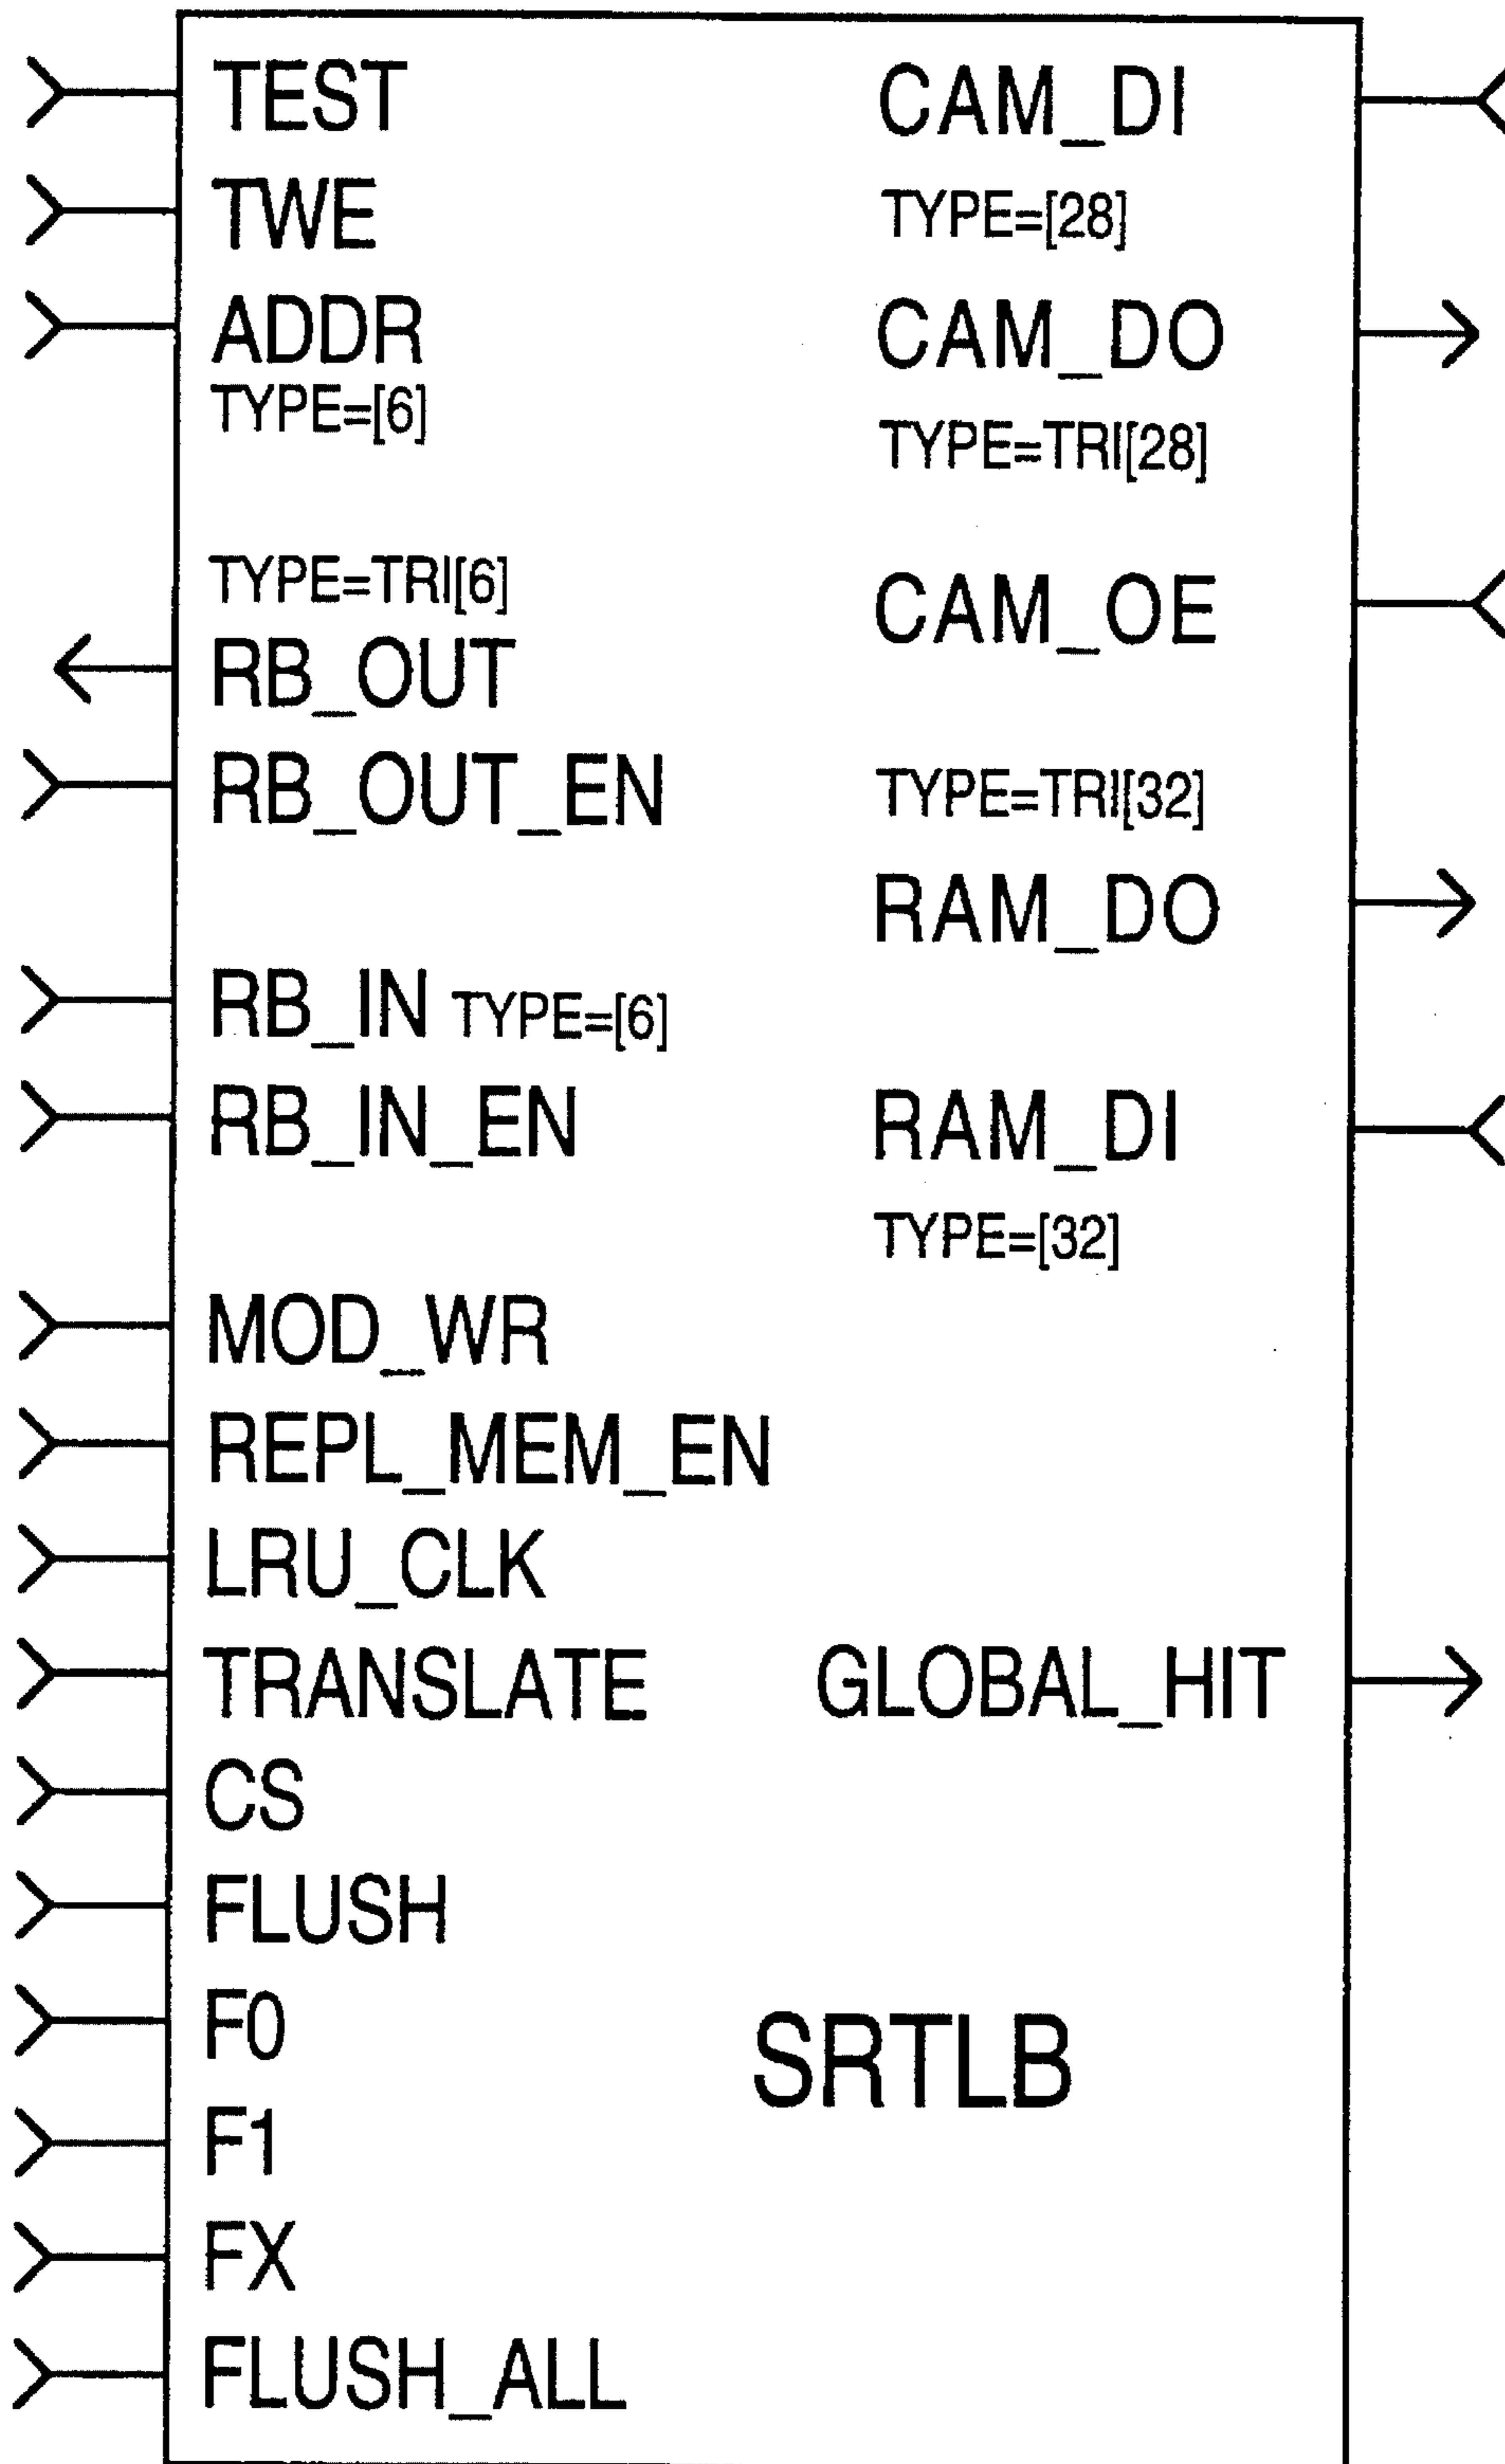 TEST
TWE
ADDR
TYPE=[6]
TYPE=TRI[6]
RB_OUT
RB_OUT_EN
RB_IN TYPE=[6]
RB_IN_EN
MOD_WR
REPL_MEM_EN
LRU_CLK
TRANSLATE
CS
FLUSH
F0
F1
FX
FLUSH_ALL
CAM_DI
TYPE=[28]
CAM_DO
TYPE=TRI[28]
CAM_OE
TYPE=TRI[32]
RAM_DO
RAM_DI
TYPE=[32]
GLOBAL_HIT
SRTLB